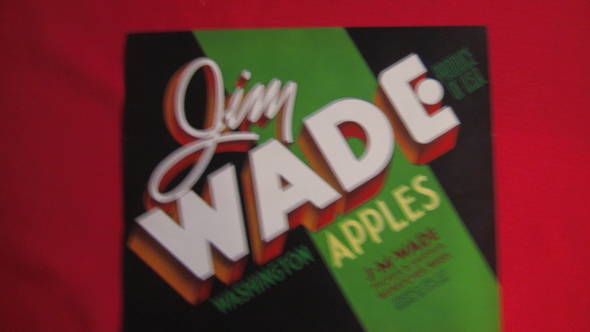 Jim
WADE
PRODUCE
OF U.S.A.
WASHINGTON
APPLES
J.M. WADE